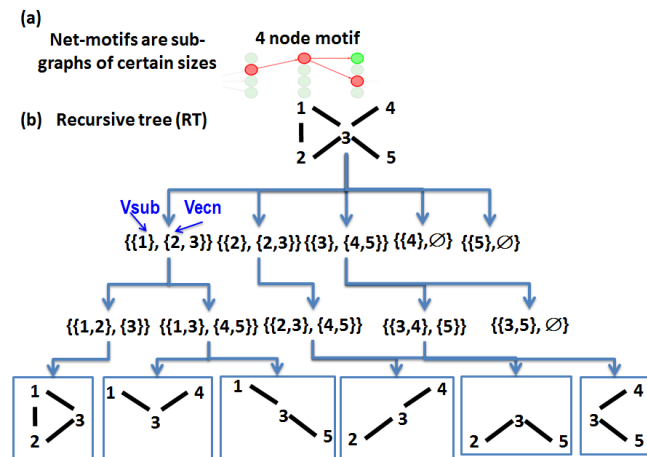 (a)
Net-motifs are sub-
graphs of certain sizes
4 node motif
(b) Recursive tree (RT)
1 4
3
2 5
Vsub Vecn
{{1}, {2, 3}} {{2}, {2,3}} {{3}, {4,5}} {{4},∅} {{5},∅}
{{1,2}, {3}} {{1,3}, {4,5}} {{2,3}, {4,5}} {{3,4}, {5}} {{3,5}, ∅}
1
3
2
1 4
3
1
3
5
4
3
2
3
2 5
4
3
5